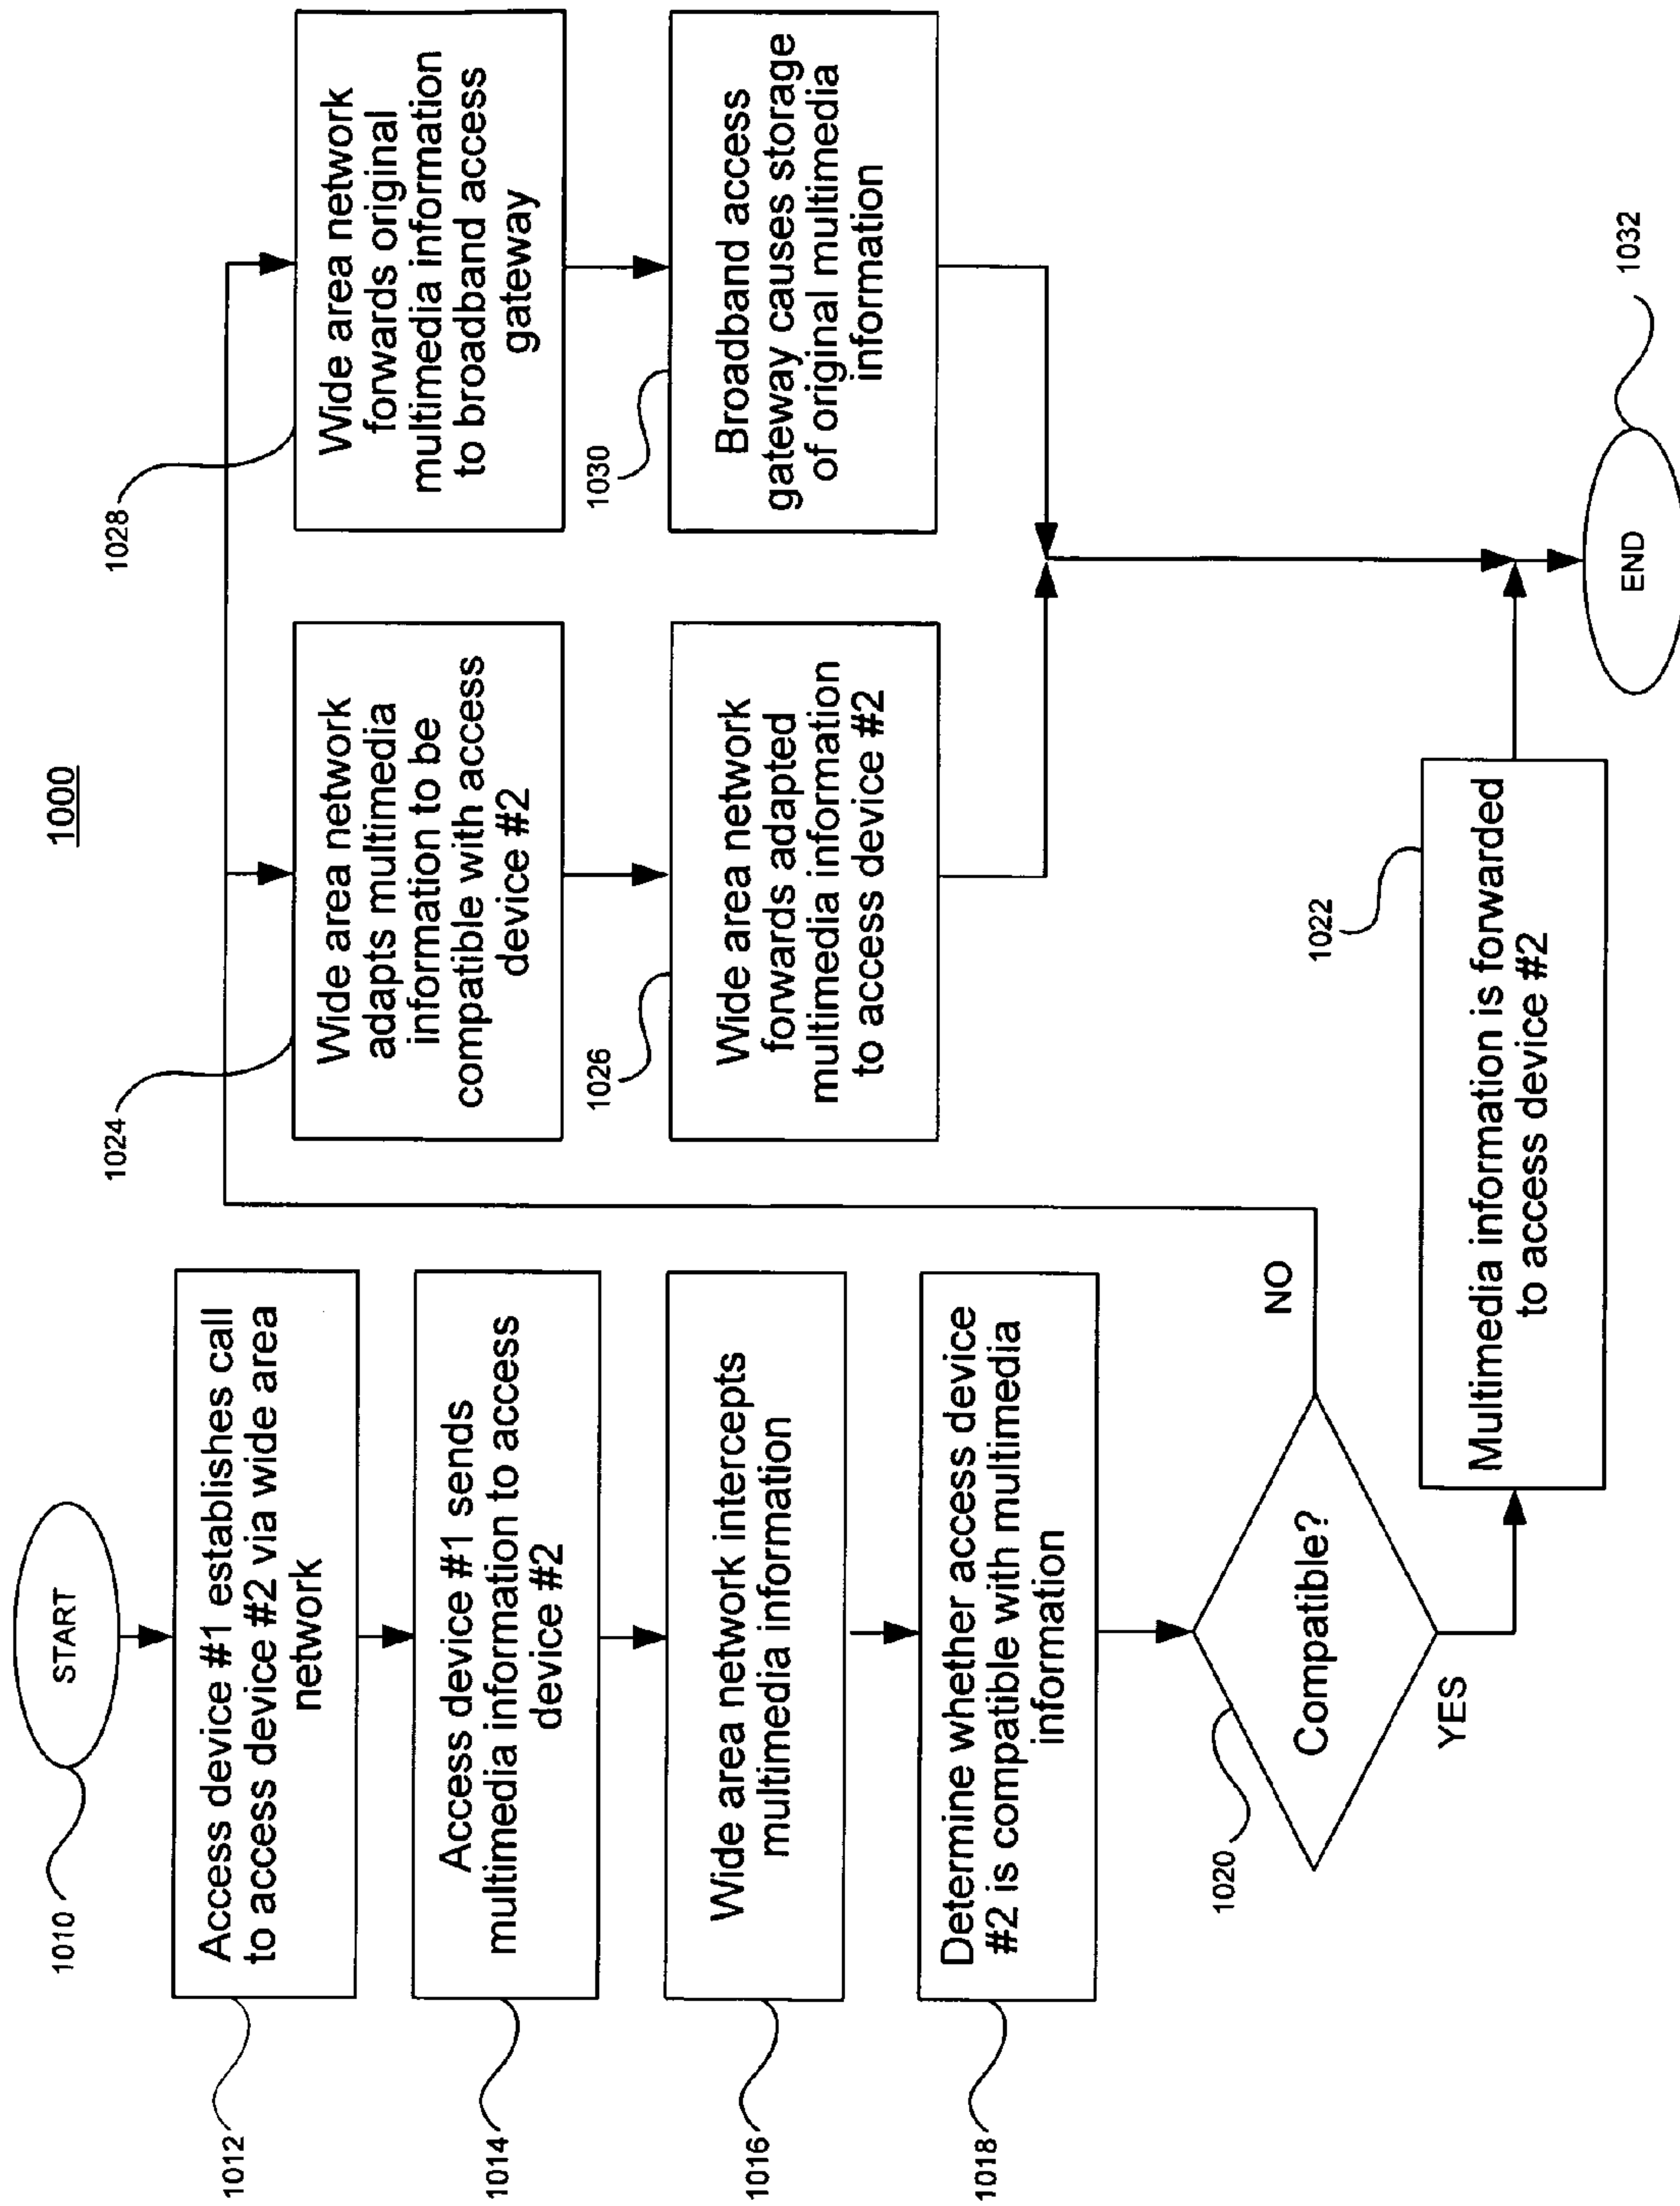 1000
START
1010
Access device #1 establishes call
to access device #2 via wide area
network
1012
Access device #1 sends
multimedia information to access
device #2
1014
Wide area network intercepts
multimedia information
1016
Determine whether access device
#2 is compatible with multimedia
information
1018
Compatible?
1020
NO
YES
Multimedia information is forwarded
to access device #2
1022
Wide area network
adapts multimedia
information to be
compatible with access
device #2
1024
Wide area network
forwards adapted
multimedia information
to access device #2
1026
Wide area network
forwards original
multimedia information
to broadband access
gateway
1028
Broadband access
gateway causes storage
of original multimedia
information
1030
END
1032